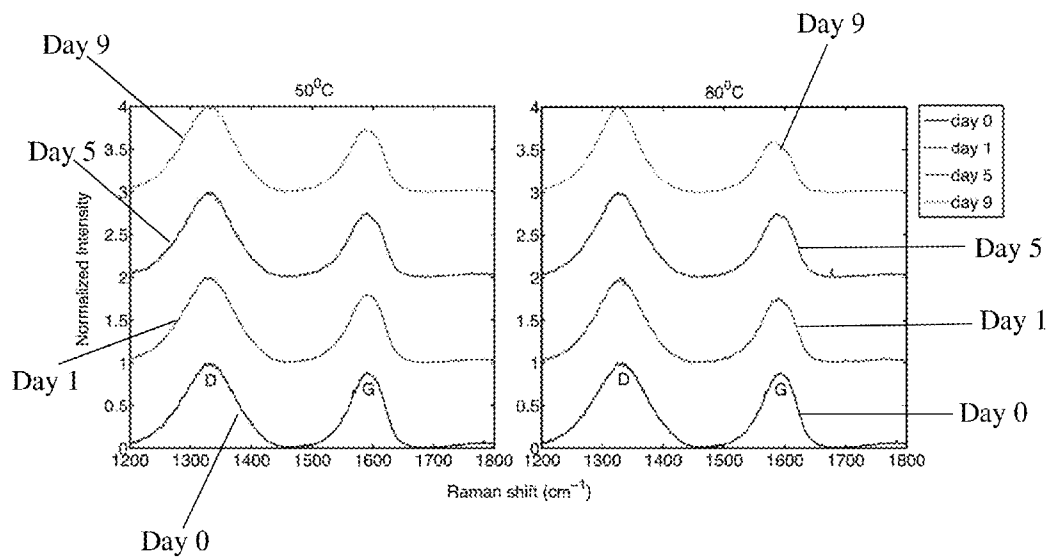 Day 9
Day 9
50⁰C
80⁰C
day 0
day 1
day 5
day 9
Day 5
Day 5
Day 1
Day 1
Day 0
Day 0
Normalized Intensity
4
3.5
3
2.5
2
1.5
1
0.5
0
D
G
1200 1300 1400 1500 1600 1700 1800
4
3.5
3
2.5
2
1.5
1
0.5
0
D
G
1200 1300 1400 1500 1600 1700 1800
Raman shift (cm⁻¹)